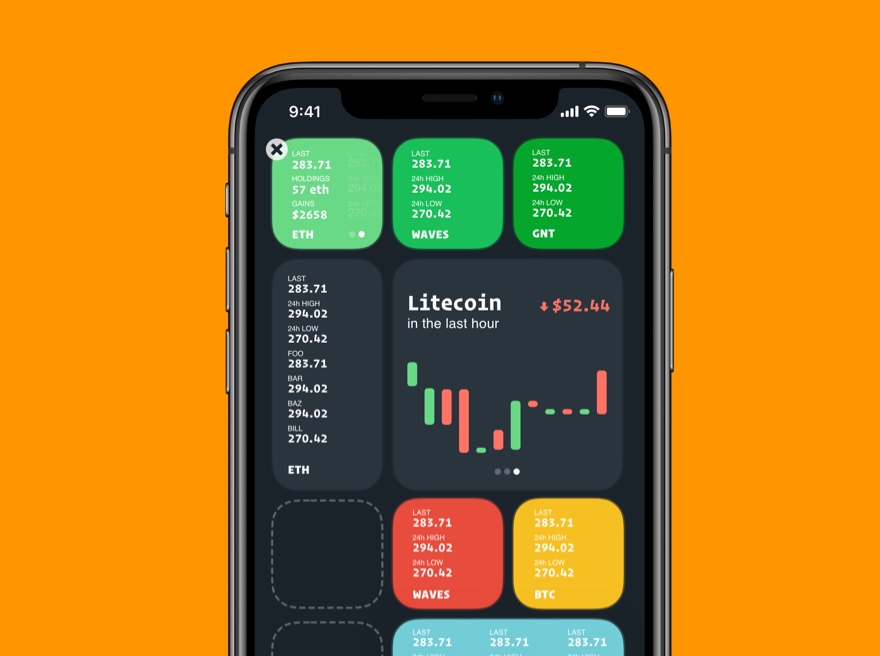 9:41
LAST
283.71
HOLDINGS
57 eth
GAINS
$2658
ETH
LAST
283.71
24h HIGH
294.02
24h LOW
270.42
WAVES
LAST
283.71
24h HIGH
294.02
24h LOW
270.42
GNT
LAST
283.71
24h HIGH
294.02
24h LOW
270.42
FOO
283.71
BAR
294.02
BAZ
294.02
BILL
270.42
ETH
Litecoin
$52.44
in the last hour
LAST
283.71
24h HIGH
294.02
24h LOW
270.42
WAVES
LAST
283.71
24h HIGH
294.02
24h LOW
270.42
BTC
LAST LAST LAST
283.71 283.71 283.71